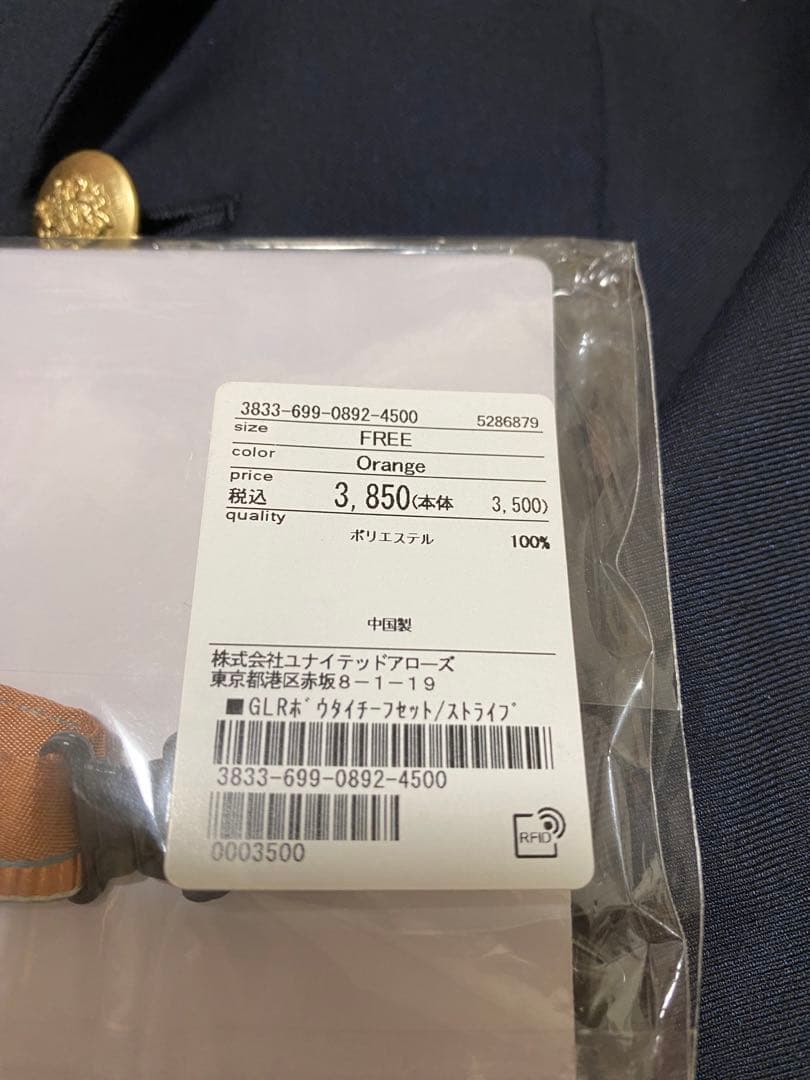 3833-699-0892-4500 5286879
size FREE
color Orange
price
税込 3,850(本体 3,500)
quality
ポリエステル 100%
中国製
株式会社ユナイテッドアローズ
東京都港区赤坂8-1-19
■GLRﾎﾞｳﾀｲﾁｰﾌｾｯﾄ/ｽﾄﾗｲﾌﾟ
3833-699-0892-4500
0003500
RFID